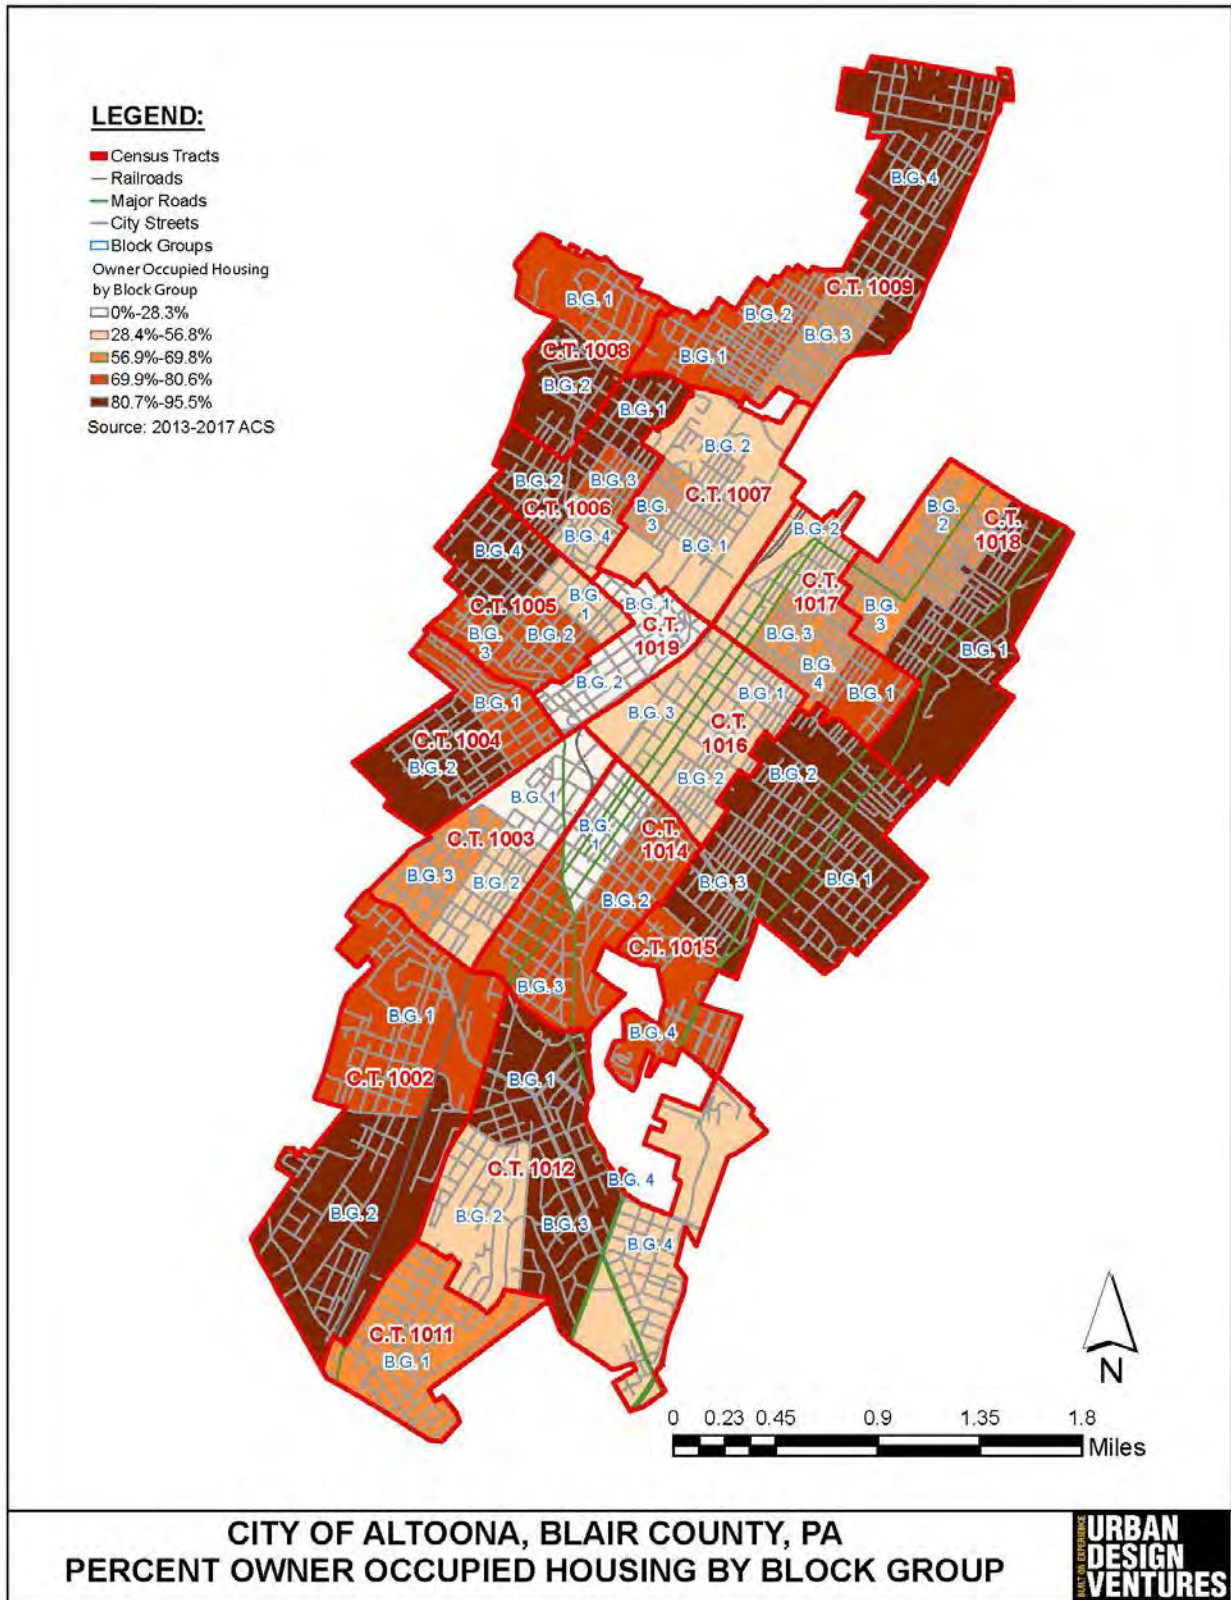 LEGEND:
Census Tracts
Railroads
Major Roads
City Streets
Block Groups
Owner Occupied Housing
by Block Group
0%-28.3%
28.4%-56.8%
56.9%-69.8%
69.9%-80.6%
80.7%-95.5%
Source: 2013-2017 ACS
B.G. 4
C.T. 1009
B.G. 1
B.G. 2
B.G. 3
B.G. 1
C.T. 1008
B.G. 2
B.G. 1
B.G. 2
B.G. 2
B.G. 3
C.T. 1007
B.G.
3
C.T. 1006
B.G. 4
B.G. 1
B.G. 2
B.G.
2
C.T.
1018
B.G. 4
C.T. 1005
B.G.
1
B.G. 1
C.T.
1019
C.T.
1017
B.G.
3
B.G. 3
B.G. 2
B.G.
3
B.G. 1
B.G.
4
B.G. 1
B.G. 2
B.G. 1
B.G. 1
B.G. 3
C.T.
1016
C.T. 1004
B.G. 2
B.G. 2
B.G. 2
B.G. 1
B.G.
1
C.T.
1014
C.T. 1003
B.G. 3
B.G. 2
B.G. 3
B.G. 1
B.G. 2
C.T. 1015
B.G. 3
B.G. 1
B.G. 4
C.T. 1002
B.G. 1
C.T. 1012
B.G. 4
B.G. 2
B.G. 2
B.G. 3
B.G. 4
C.T. 1011
B.G. 1
N
0 0.23 0.45 0.9 1.35 1.8
Miles
CITY OF ALTOONA, BLAIR COUNTY, PA
PERCENT OWNER OCCUPIED HOUSING BY BLOCK GROUP
BUILT ON EXPERIENCE
URBAN
DESIGN
VENTURES